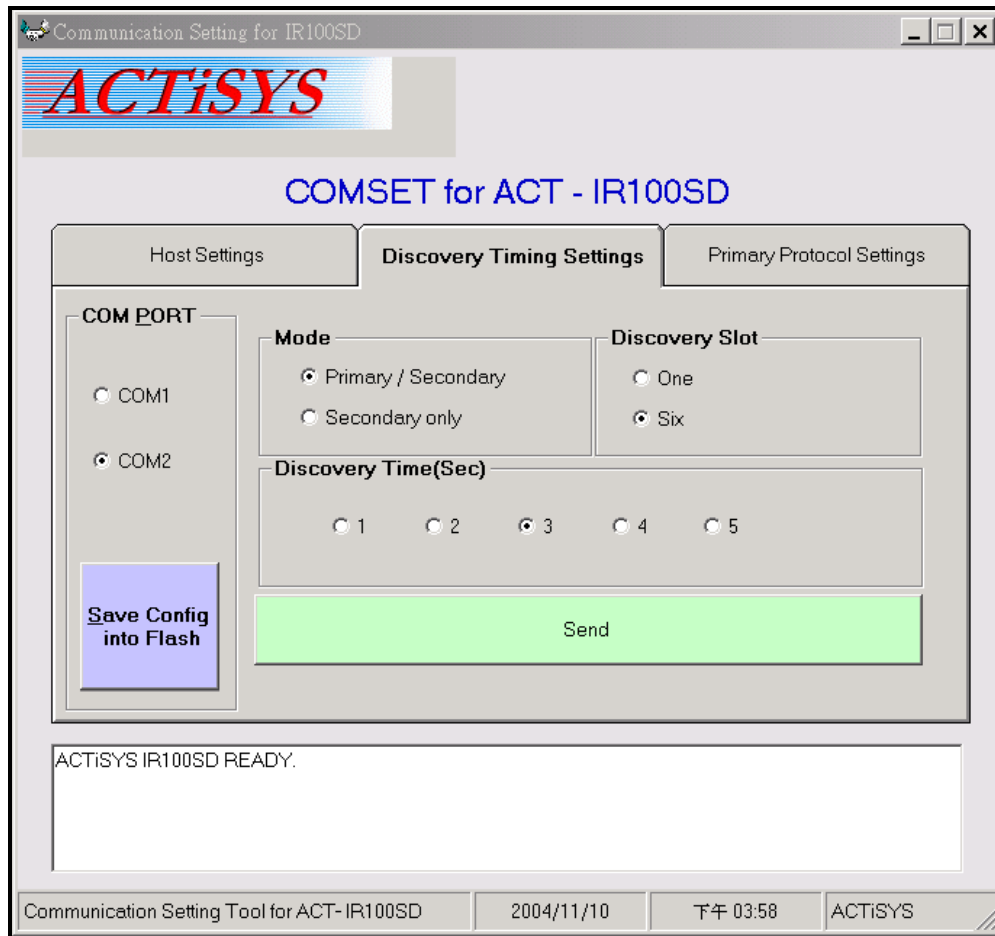 Communication Setting for IR100SD
ACTiSYS
COMSET for ACT - IR100SD
Host Settings
Discovery Timing Settings
Primary Protocol Settings
COM PORT
COM1
COM2
Save Config
into Flash
Mode
Primary / Secondary
Secondary only
Discovery Slot
One
Six
Discovery Time(Sec)
1 2 3 4 5
Send
ACTiSYS IR100SD READY.
Communication Setting Tool for ACT- IR100SD
2004/11/10
下午 03:58
ACTiSYS